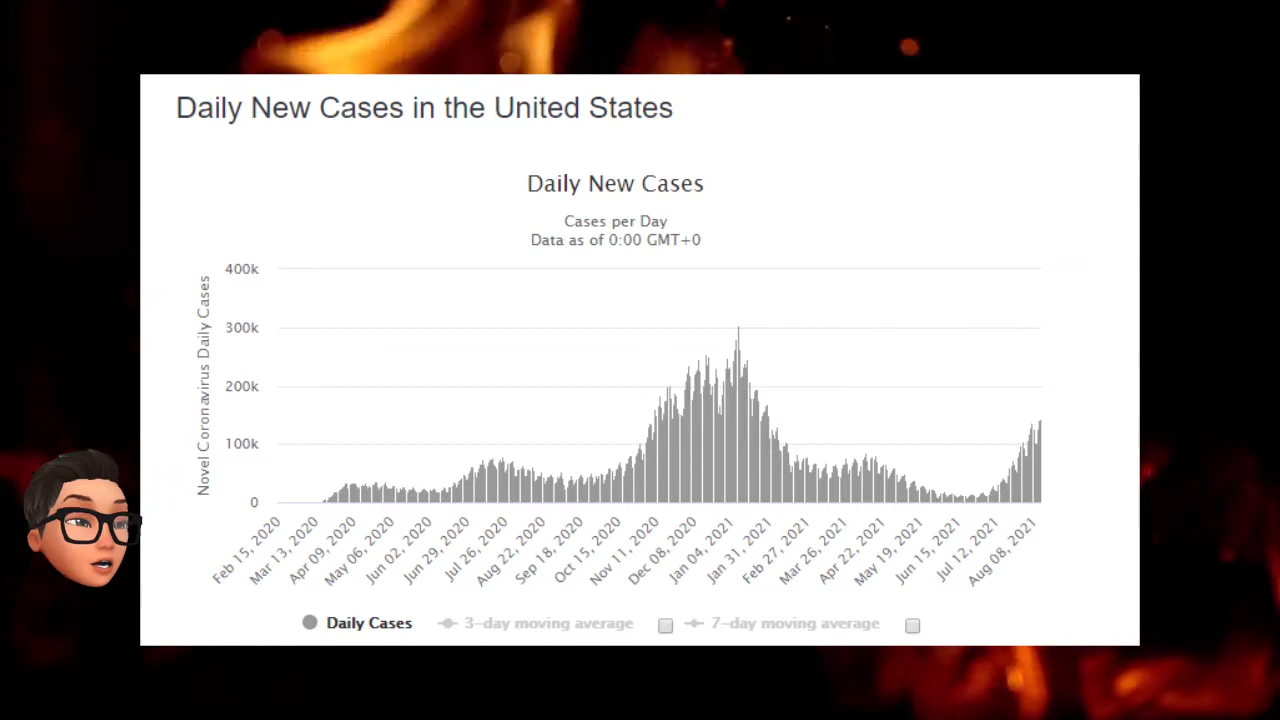 Daily New Cases in the United States
Daily New Cases
Cases per Day
Data as of 0:00 GMT+0
Novel Coronavirus Daily Cases
400k
300k
200k
100k
0
Feb 15, 2020
Mar 13, 2020
Apr 09, 2020
May 06, 2020
Jun 02, 2020
Jun 29, 2020
Jul 26, 2020
Aug 22, 2020
Sep 18, 2020
Oct 15, 2020
Nov 11, 2020
Dec 08, 2020
Jan 04, 2021
Jan 31, 2021
Feb 27, 2021
Mar 26, 2021
Apr 22, 2021
May 19, 2021
Jun 15, 2021
Jul 12, 2021
Aug 08, 2021
Daily Cases 3-day moving average 7-day moving average